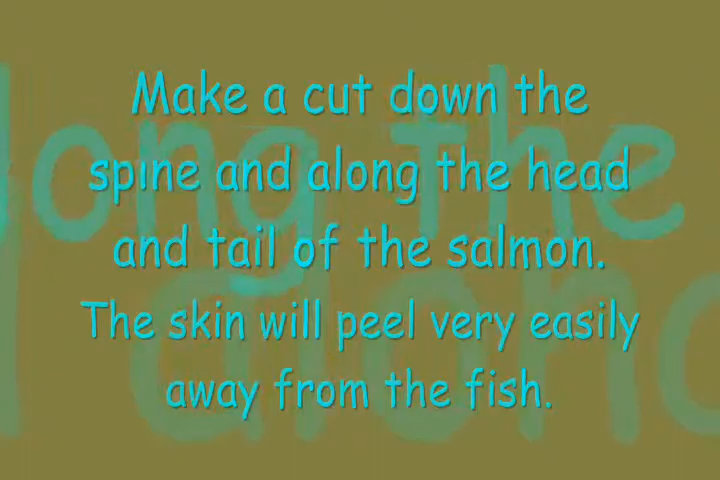 Make a cut down the
spine and along the head
and tail of the salmon.
The skin will peel very easily
away from the fish.